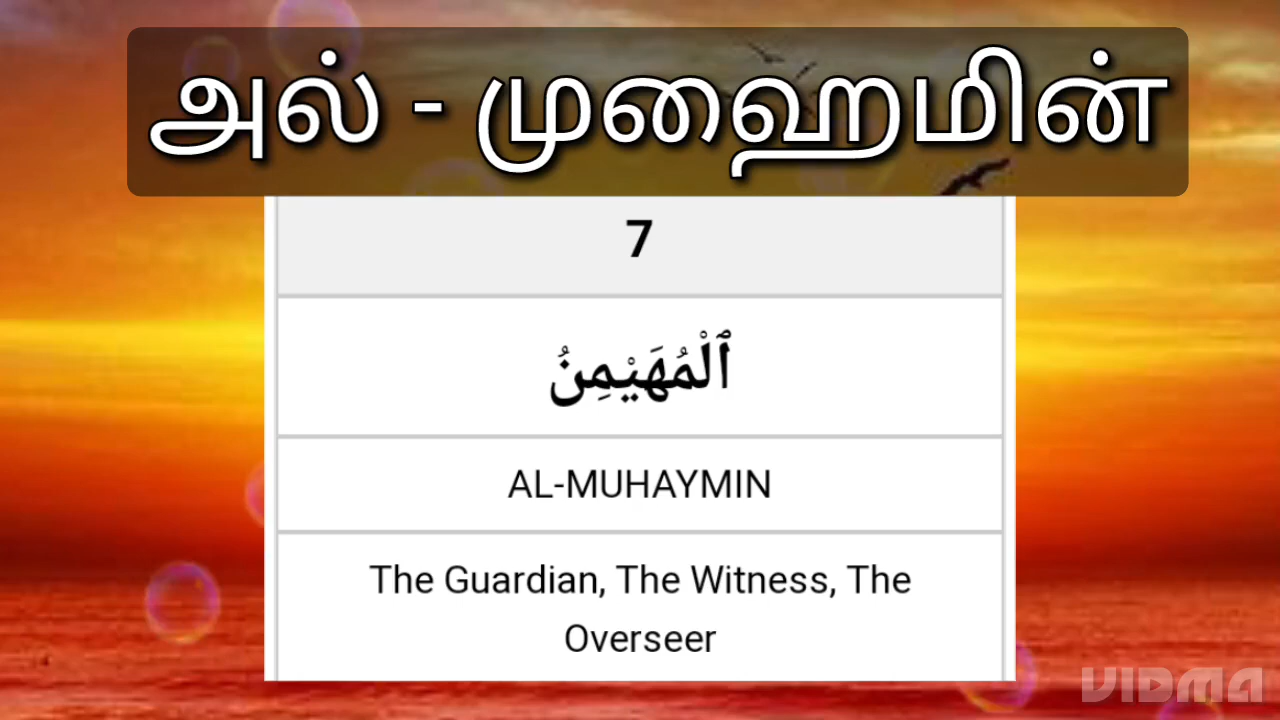 அல் - முஹைமின்
7
ٱلْمُهَيْمِنُ
AL-MUHAYMIN
The Guardian, The Witness, The
Overseer
VIDMA